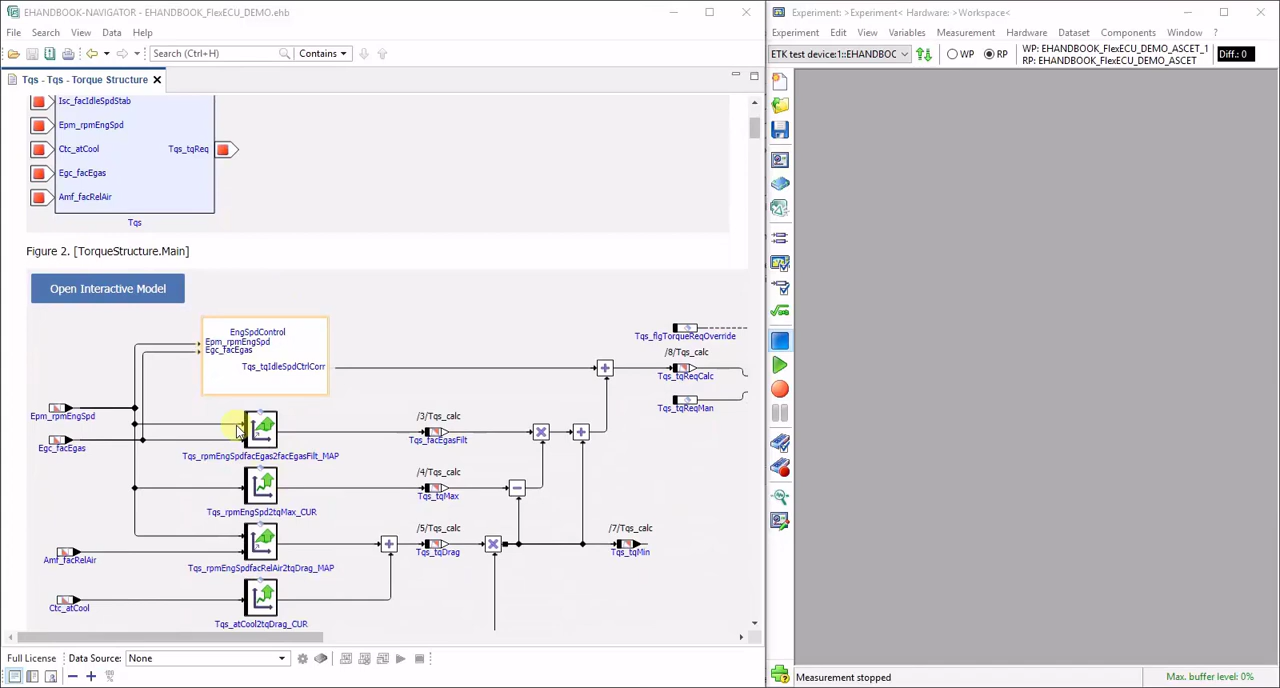 EHANDBOOK-NAVIGATOR - EHANDBOOK_FlexECU_DEMO.ehb
File Search View Data Help
Search (Ctrl+H)
Contains
Tqs - Tqs - Torque Structure
Isc_facIdleSpdStab
Epm_rpmEngSpd
Ctc_atCool
Tqs_tqReq
Egc_facEgas
Amf_facRelAir
Tqs
Figure 2. [TorqueStructure.Main]
Open Interactive Model
EngSpdControl
Epm_rpmEngSpd
Egc_facEgas
Tqs_tqIdleSpdCtrlCorr
Tqs_flgTorqueReqOverride
/8/Tqs_calc
Tqs_tqReqCalc
Tqs_tqReqMan
Epm_rpmEngSpd
Egc_facEgas
/3/Tqs_calc
Tqs_facEgasFilt
Tqs_rpmEngSpdfacEgas2facEgasFilt_MAP
/4/Tqs_calc
Tqs_tqMax
Tqs_rpmEngSpd2tqMax_CUR
/5/Tqs_calc
Tqs_tqDrag
/7/Tqs_calc
Tqs_tqMin
Amf_facRelAir
Tqs_rpmEngSpdfacRelAir2tqDrag_MAP
Ctc_atCool
Tqs_atCool2tqDrag_CUR
Full License
Data Source:
None
Experiment: >Experiment< Hardware: >Workspace<
Experiment Edit View Variables Measurement Hardware Dataset Components Window ?
ETK test device:1::EHANDBOC
WP
RP
WP: EHANDBOOK_FlexECU_DEMO_ASCET_1
RP: EHANDBOOK_FlexECU_DEMO_ASCET
Diff.: 0
Measurement stopped
Max. buffer level: 0%